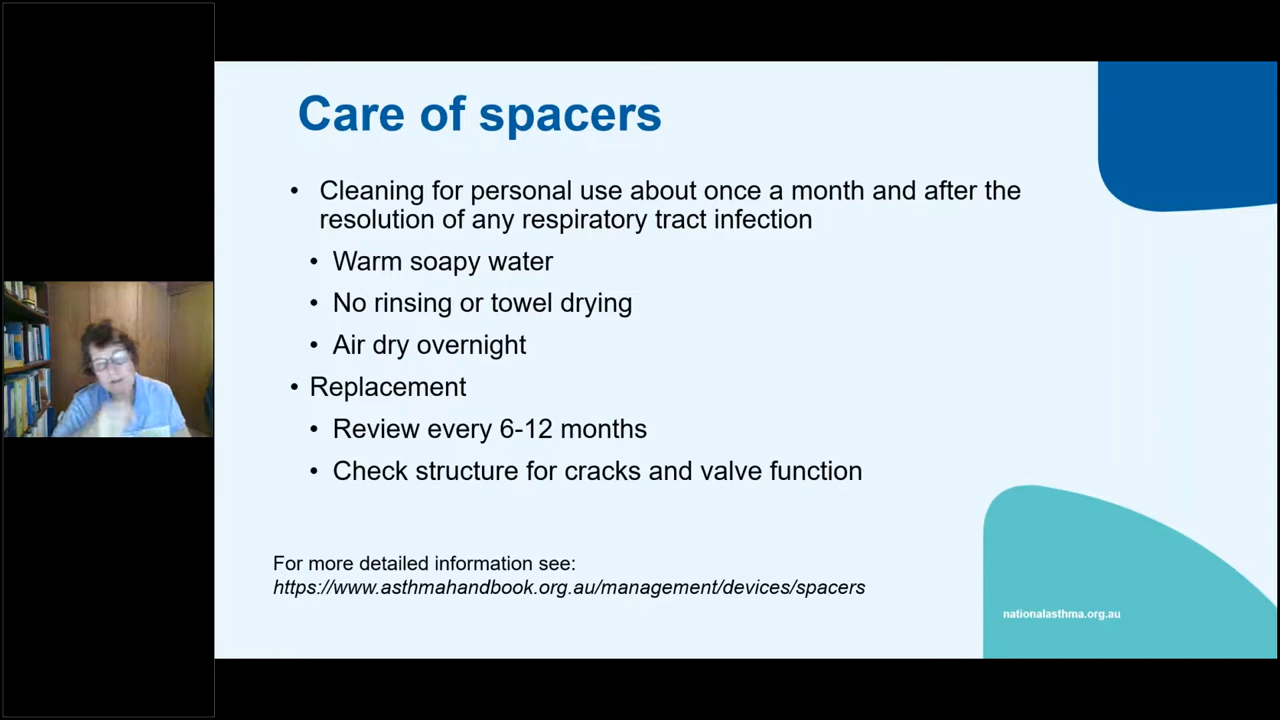 Care of spacers
• Cleaning for personal use about once a month and after the
resolution of any respiratory tract infection
• Warm soapy water
• No rinsing or towel drying
• Air dry overnight
• Replacement
• Review every 6-12 months
• Check structure for cracks and valve function
For more detailed information see:
https://www.asthmahandbook.org.au/management/devices/spacers
nationalasthma.org.au